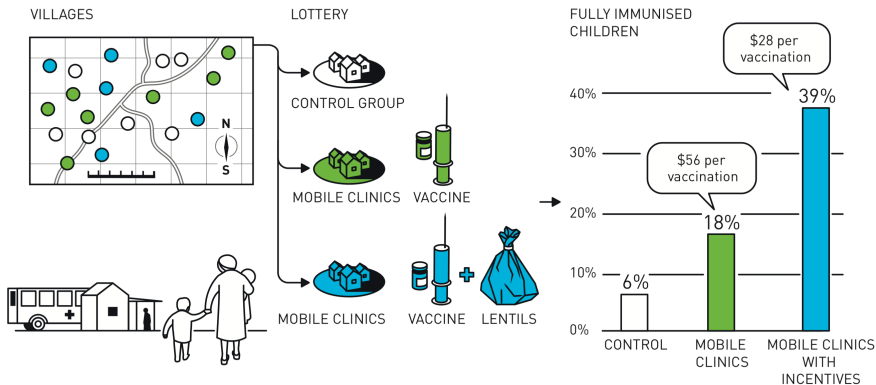 VILLAGES
N
S
LOTTERY
CONTROL GROUP
MOBILE CLINICS
VACCINE
MOBILE CLINICS
VACCINE
LENTILS
FULLY IMMUNISED
CHILDREN
$28 per
vaccination
$56 per
vaccination
40%
30%
20%
10%
0%
6%
18%
39%
CONTROL
MOBILE
CLINICS
MOBILE CLINICS
WITH
INCENTIVES